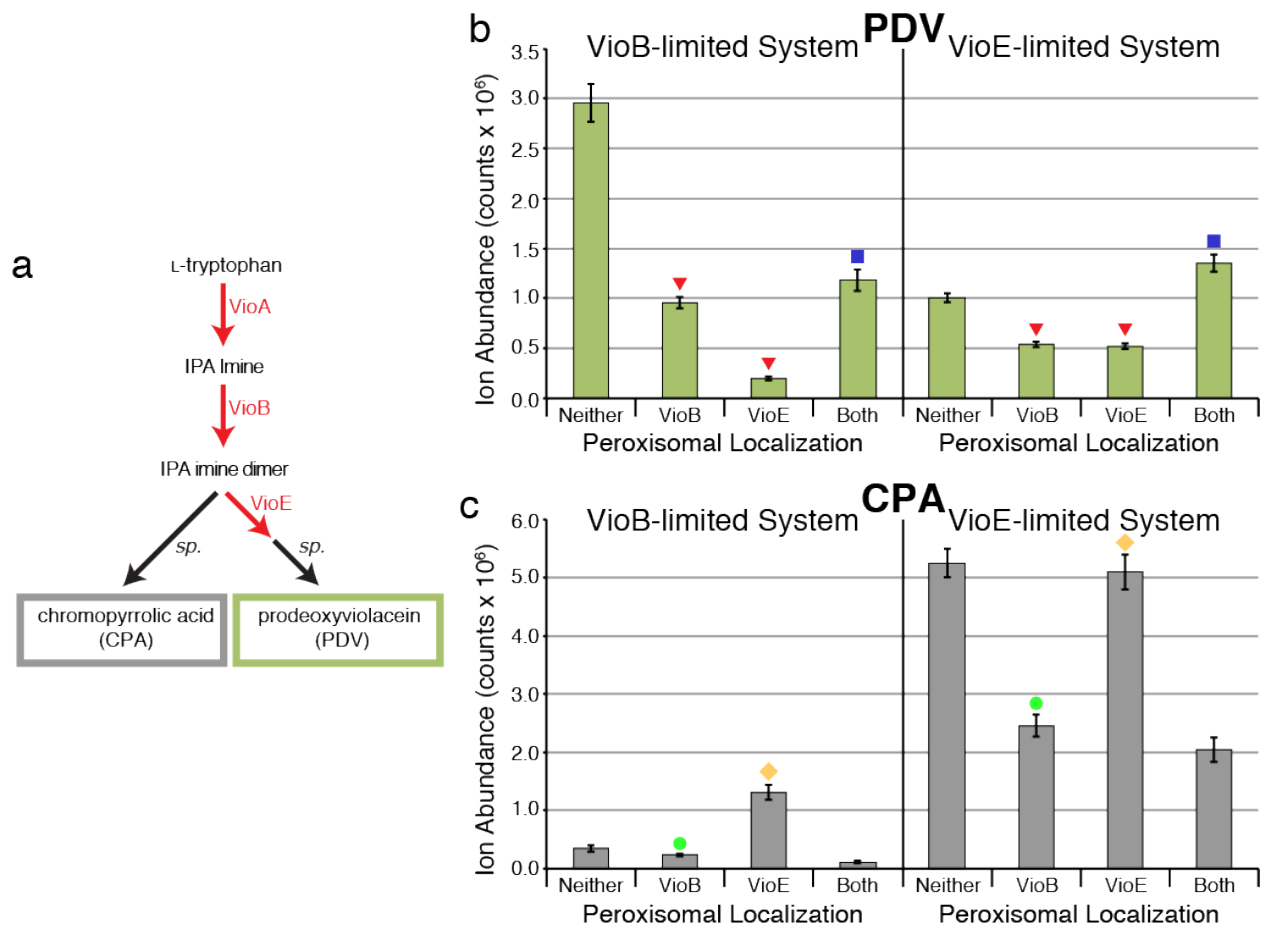 a
L-tryptophan
VioA
IPA Imine
VioB
IPA imine dimer
VioE
sp.
sp.
chromopyrrolic acid
(CPA)
prodeoxyviolacein
(PDV)
b
PDV
VioB-limited System
VioE-limited System
Ion Abundance (counts x 10⁶)
3.5
3.0
2.5
2.0
1.5
1.0
0.5
0.0
Neither VioB VioE Both Neither VioB VioE Both
Peroxisomal Localization Peroxisomal Localization
c
CPA
VioB-limited System
VioE-limited System
Ion Abundance (counts x 10⁶)
6.0
5.0
4.0
3.0
2.0
1.0
0.0
Neither VioB VioE Both Neither VioB VioE Both
Peroxisomal Localization Peroxisomal Localization